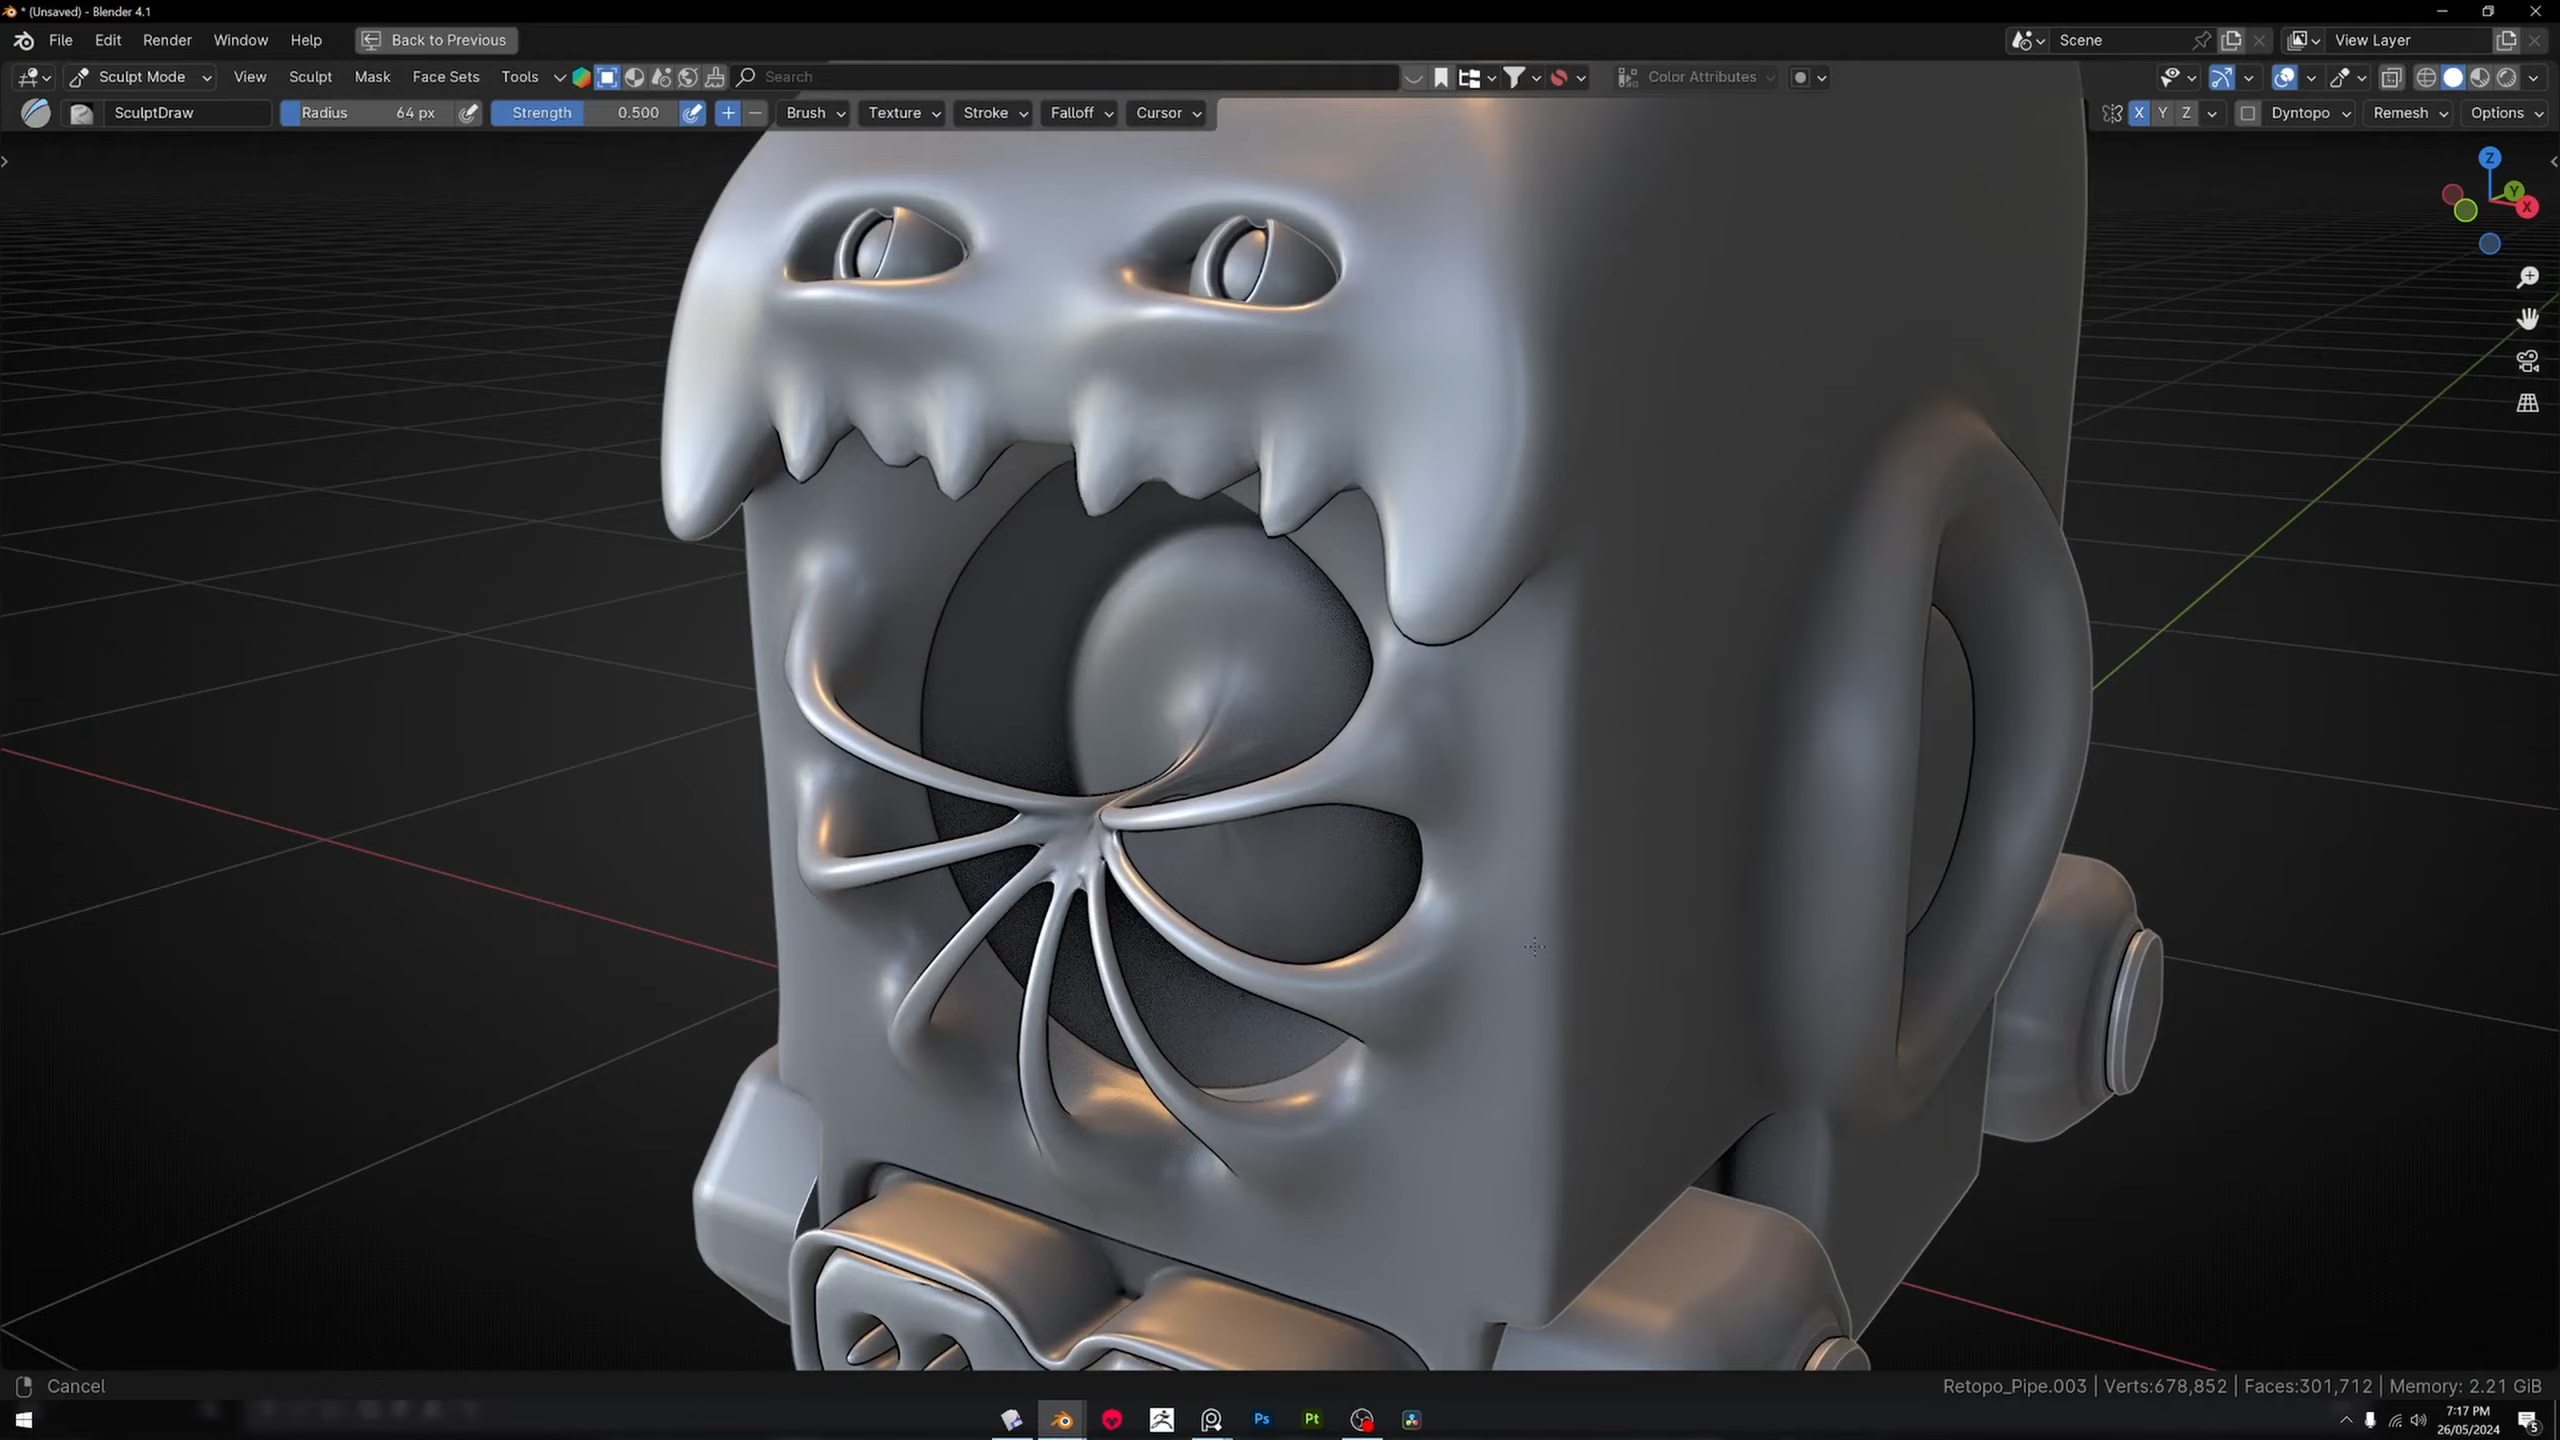 * (Unsaved) - Blender 4.1
File Edit Render Window Help Back to Previous Scene View Layer
Sculpt Mode View Sculpt Mask Face Sets Tools Search Color Attributes
SculptDraw Radius 64 px Strength 0.500 Brush Texture Stroke Falloff Cursor X Y Z Dyntopo Remesh Options
Z
Y
X
Cancel Retopo_Pipe.003 | Verts:678,852 | Faces:301,712 | Memory: 2.21 GiB
Ps Pt 7:17 PM
26/05/2024 5